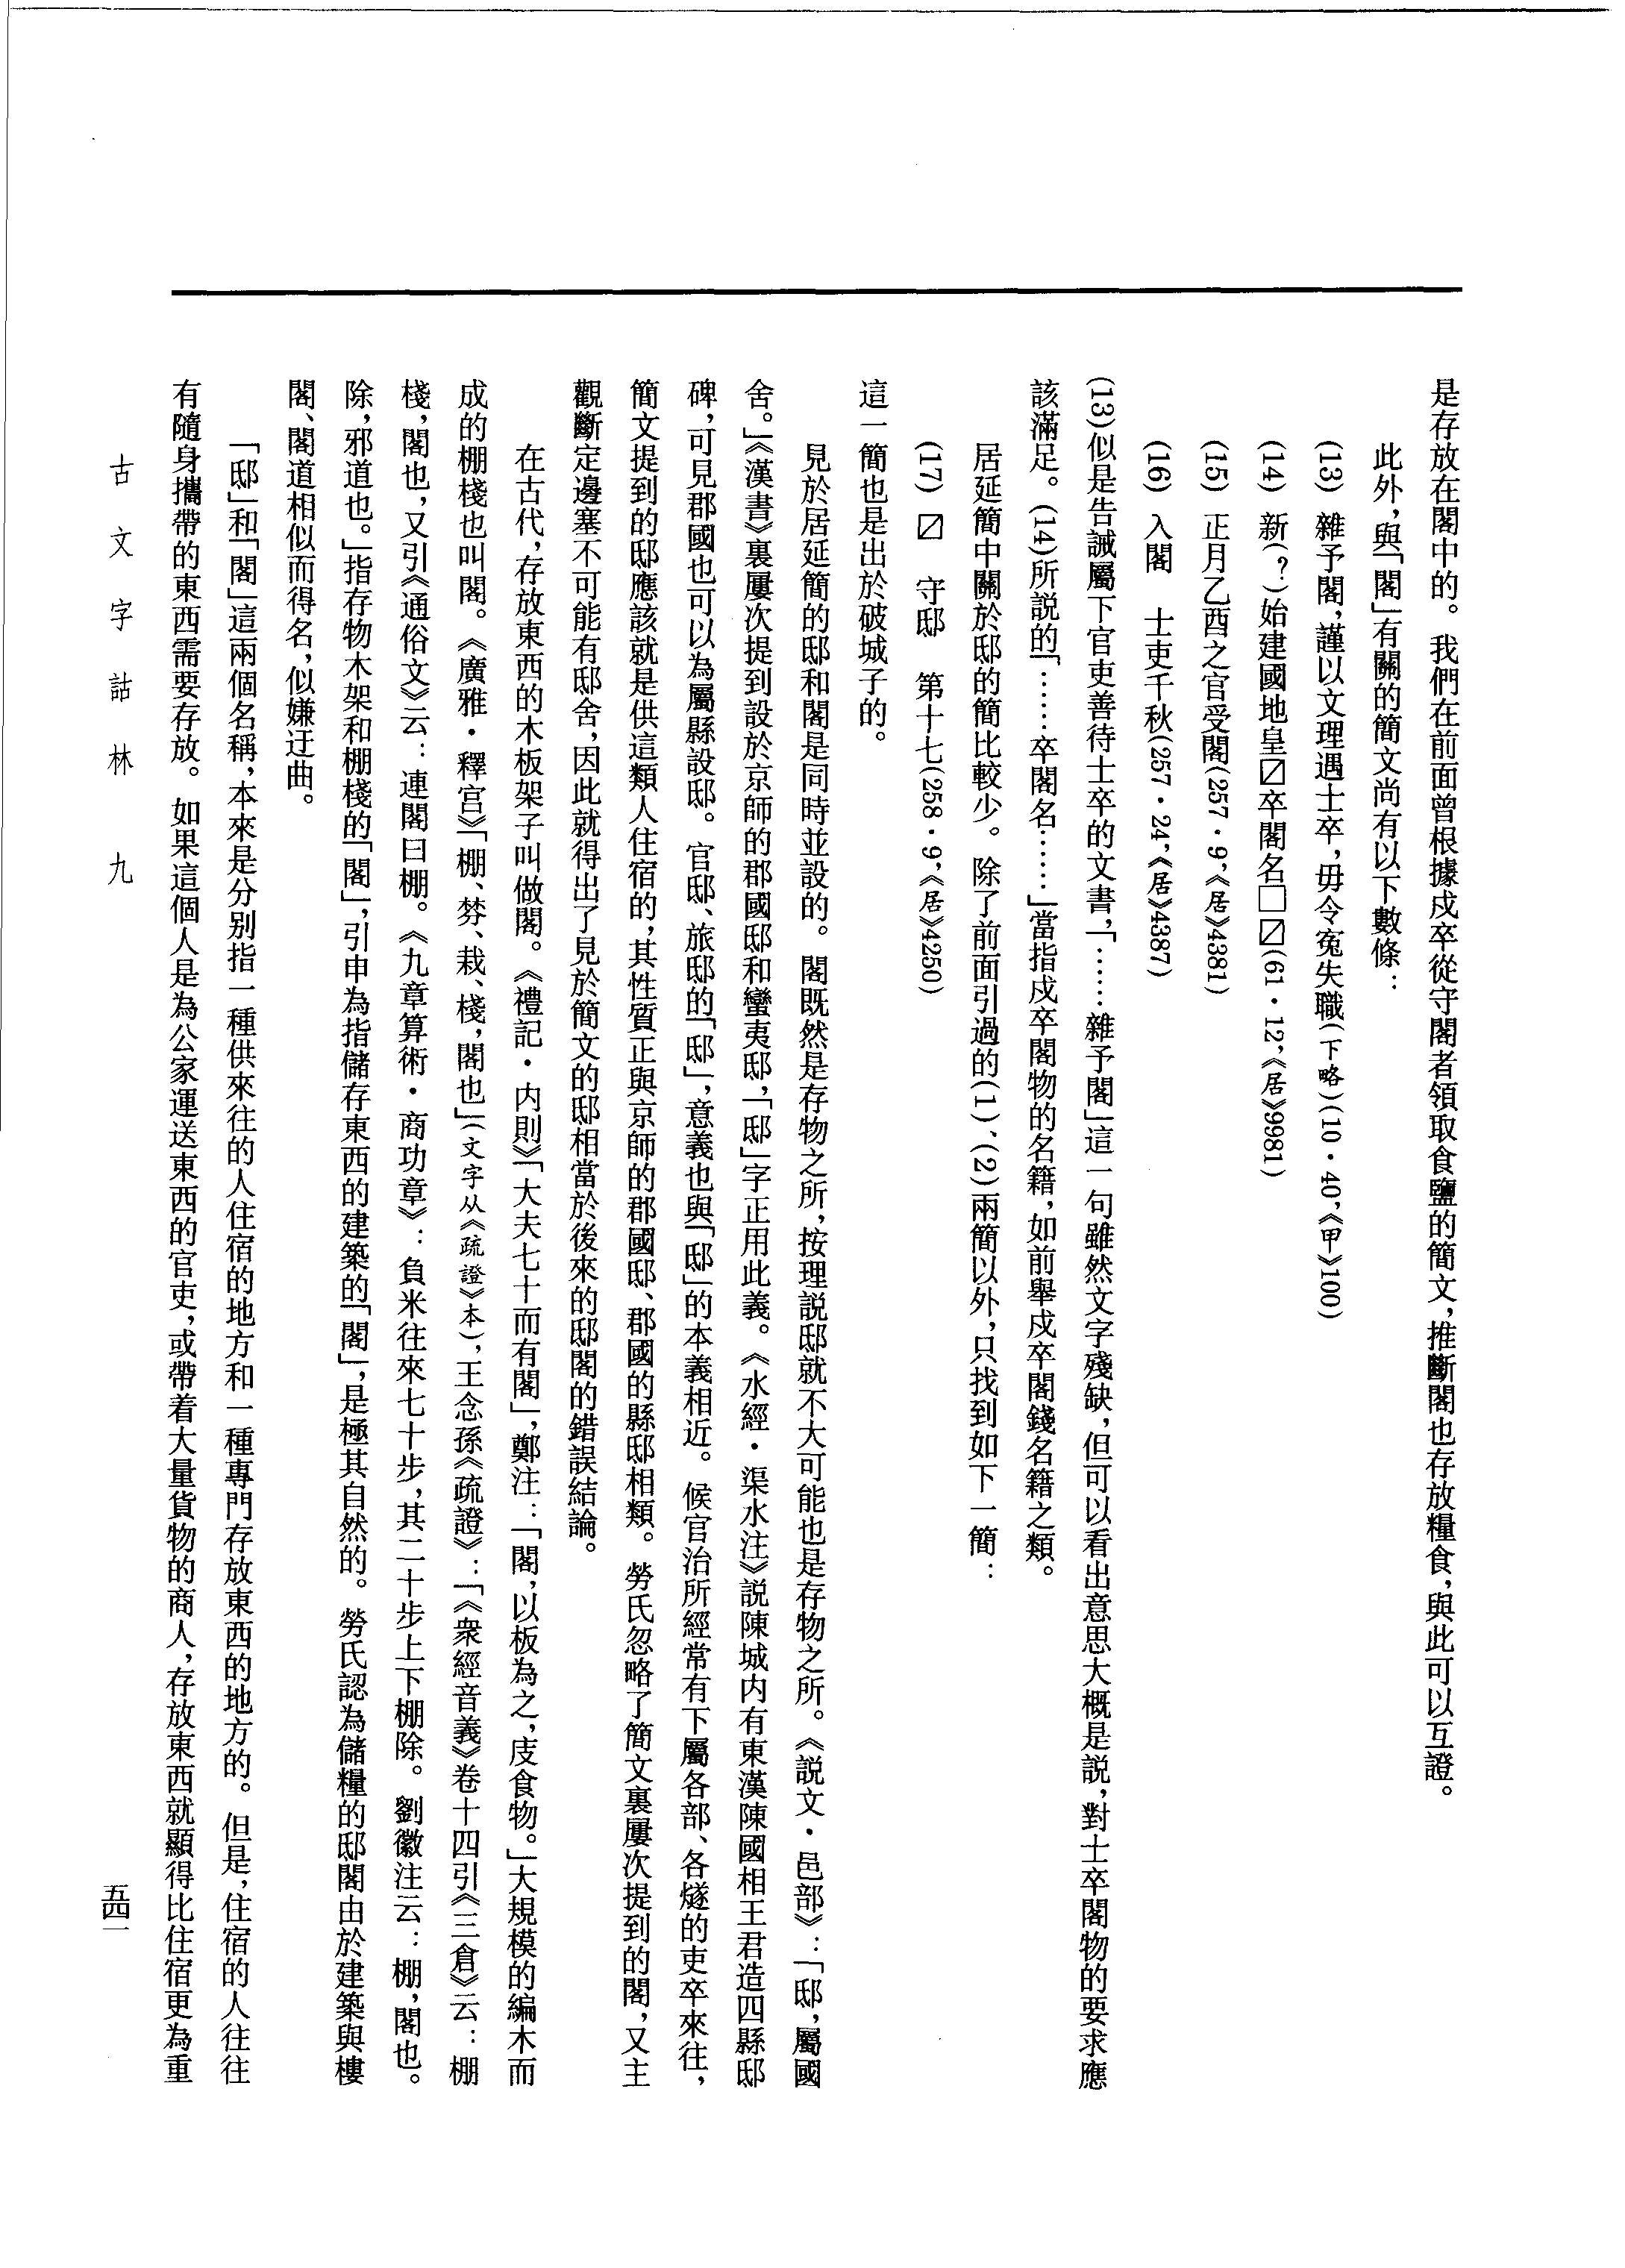 是存放在閣中的。我們在前面曾根據戍卒從守閣者領取食鹽的簡文，推斷閣也存放糧食，與此可以互證。
此外，與「閣」有關的簡文尚有以下數條：
(13) 雜予閣，謹以文理遇士卒，毋令冤失職（下略）(10·40，《甲》100)
(14) 新(？)始建國地皇☑卒閣名□☑(61·12，《居》9981)
(15) 正月乙酉之官受閣(257·9，《居》4381)
(16) 入閣　士吏千秋(257·24，《居》4387)
(13)似是告誡屬下官吏善待士卒的文書，「……雜予閣」這一句雖然文字殘缺，但可以看出意思大概是説，對士卒閣物的要求應
該滿足。(14)所説的「……卒閣名……」當指戍卒閣物的名籍，如前舉戍卒閣錢名籍之類。
居延簡中關於邸的簡比較少。除了前面引過的(1)、(2)兩簡以外，只找到如下一簡：
(17) ☑　守邸　第十七(258·9，《居》4250)
這一簡也是出於破城子的。
見於居延簡的邸和閣是同時並設的。閣既然是存物之所，按理説邸就不大可能也是存物之所。《説文·邑部》：「邸，屬國
舍。」《漢書》裏屢次提到設於京師的郡國邸和蠻夷邸，「邸」字正用此義。《水經·渠水注》説陳城内有東漢陳國相王君造四縣邸
碑，可見郡國也可以為屬縣設邸。官邸、旅邸的「邸」，意義也與「邸」的本義相近。候官治所經常有下屬各部、各燧的吏卒來往，
簡文提到的邸應該就是供這類人住宿的，其性質正與京師的郡國邸、郡國的縣邸相類。勞氏忽略了簡文裏屢次提到的閣，又主
觀斷定邊塞不可能有邸舍，因此就得出了見於簡文的邸相當於後來的邸閣的錯誤結論。
在古代，存放東西的木板架子叫做閣。《禮記·内則》「大夫七十而有閣」，鄭注：「閣，以板為之，庋食物。」大規模的編木而
成的棚棧也叫閣。《廣雅·釋宫》「棚、棼、栽、棧，閣也」（文字从《疏證》本），王念孫《疏證》：「《衆經音義》卷十四引《三倉》云：棚
棧，閣也，又引《通俗文》云：連閣曰棚。《九章算術·商功章》：負米往來七十步，其二十步上下棚除。劉徽注云：棚，閣也。
除，邪道也。」指存物木架和棚棧的「閣」，引申為指儲存東西的建築的「閣」，是極其自然的。勞氏認為儲糧的邸閣由於建築與樓
閣、閣道相似而得名，似嫌迂曲。
「邸」和「閣」這兩個名稱，本來是分别指一種供來往的人住宿的地方和一種專門存放東西的地方的。但是，住宿的人往往
有隨身攜帶的東西需要存放。如果這個人是為公家運送東西的官吏，或帶着大量貨物的商人，存放東西就顯得比住宿更為重
古文字詁林　九
五四一